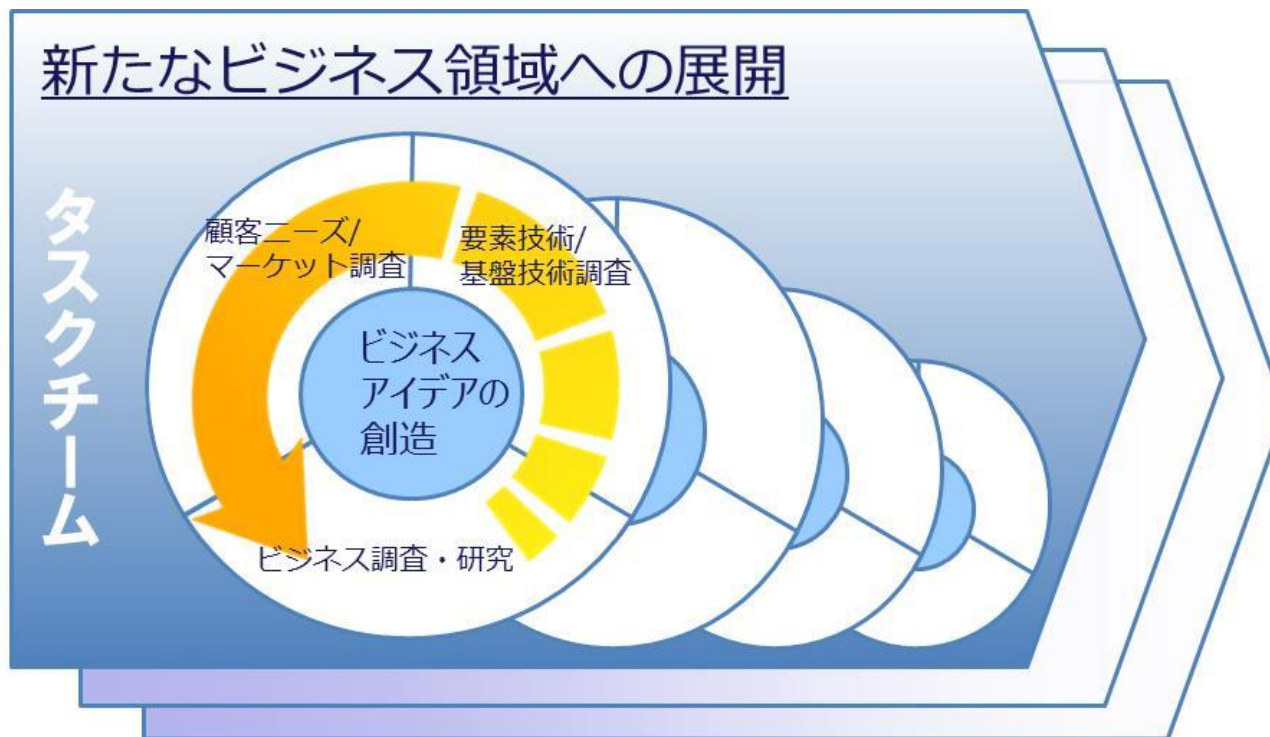 新たなビジネス領域への展開
タスクチーム
顧客ニーズ/
マーケット調査
要素技術/
基盤技術調査
ビジネス
アイデアの
創造
ビジネス調査・研究